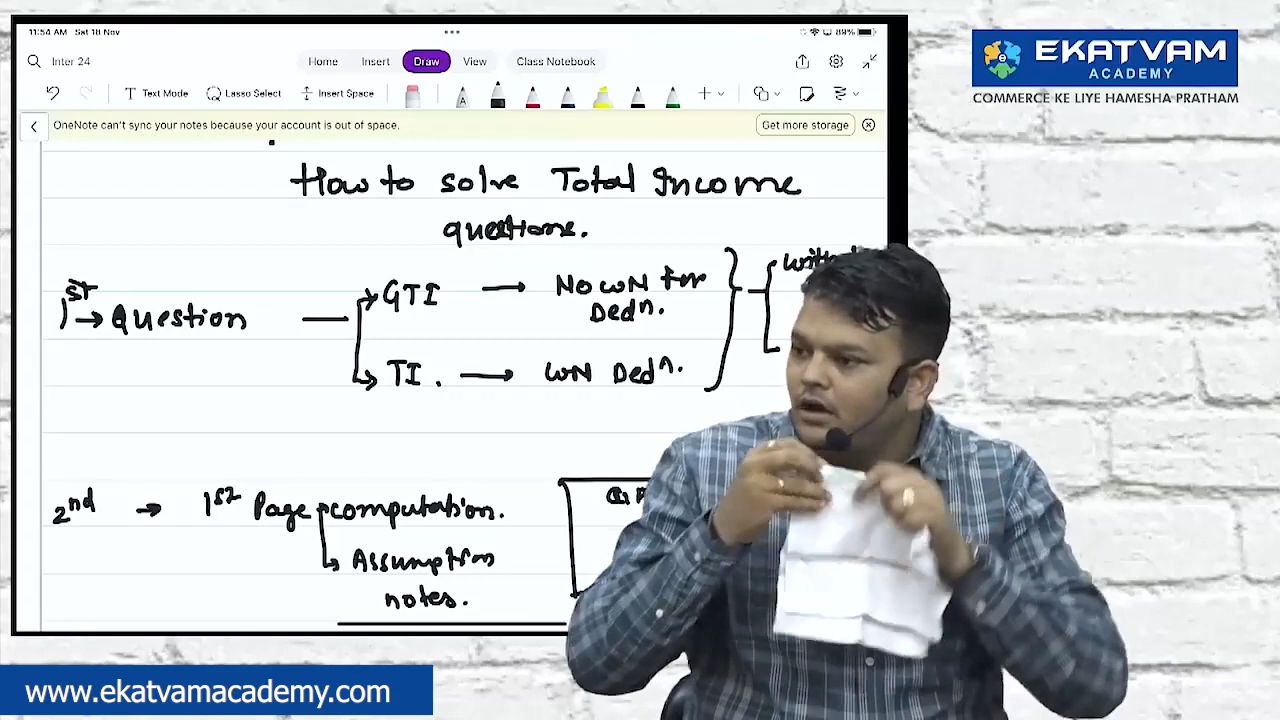 11:54 AM Sat 18 Nov
89%
EKATVAM
ACADEMY
COMMERCE KE LIYE HAMESHA PRATHAM
Inter 24
Home Insert Draw View Class Notebook
Text Mode Lasso Select Insert Space
OneNote can't sync your notes because your account is out of space. Get more storage
How to solve Total Income
questions.
1st → Question
GTI → No WN for
Dedn.
TI. → WN Dedn.
2nd → 1st Page computation.
Assumption
notes.
www.ekatvamacademy.com